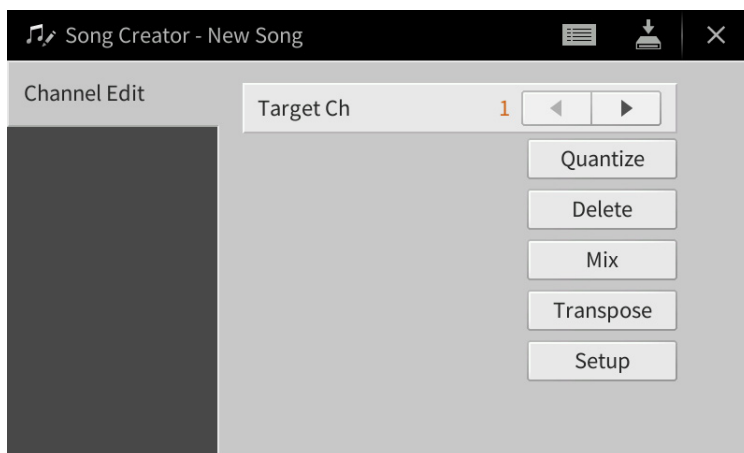 Song Creator - New Song
Channel Edit
Target Ch 1
Quantize
Delete
Mix
Transpose
Setup